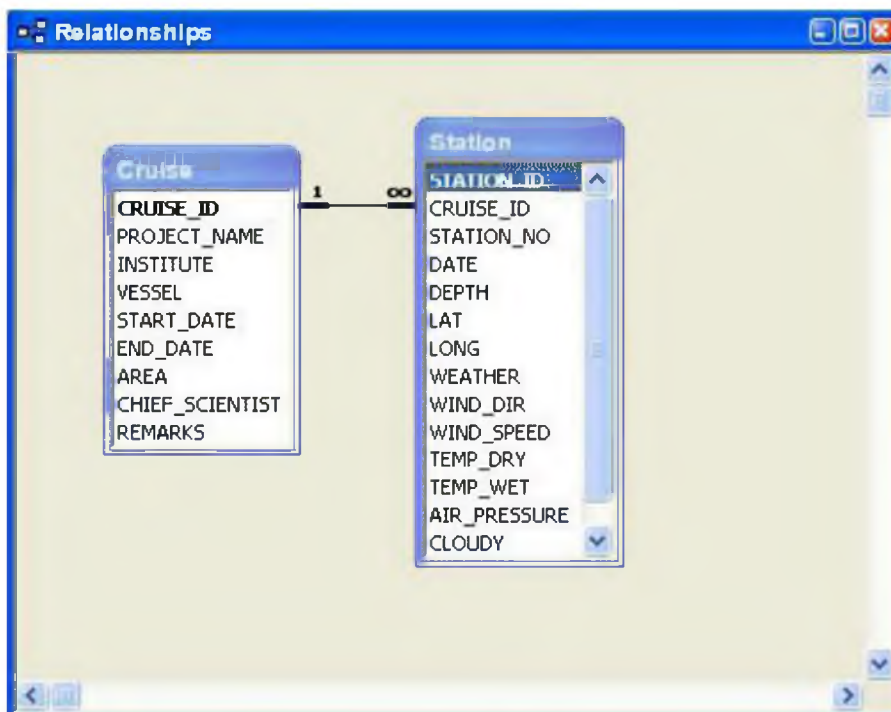 Relationships
Cruise
CRUISE_ID
PROJECT_NAME
INSTITUTE
VESSEL
START_DATE
END_DATE
AREA
CHIEF_SCIENTIST
REMARKS
1 ∞
Station
STATION_ID
CRUISE_ID
STATION_NO
DATE
DEPTH
LAT
LONG
WEATHER
WIND_DIR
WIND_SPEED
TEMP_DRY
TEMP_WET
AIR_PRESSURE
CLOUDY